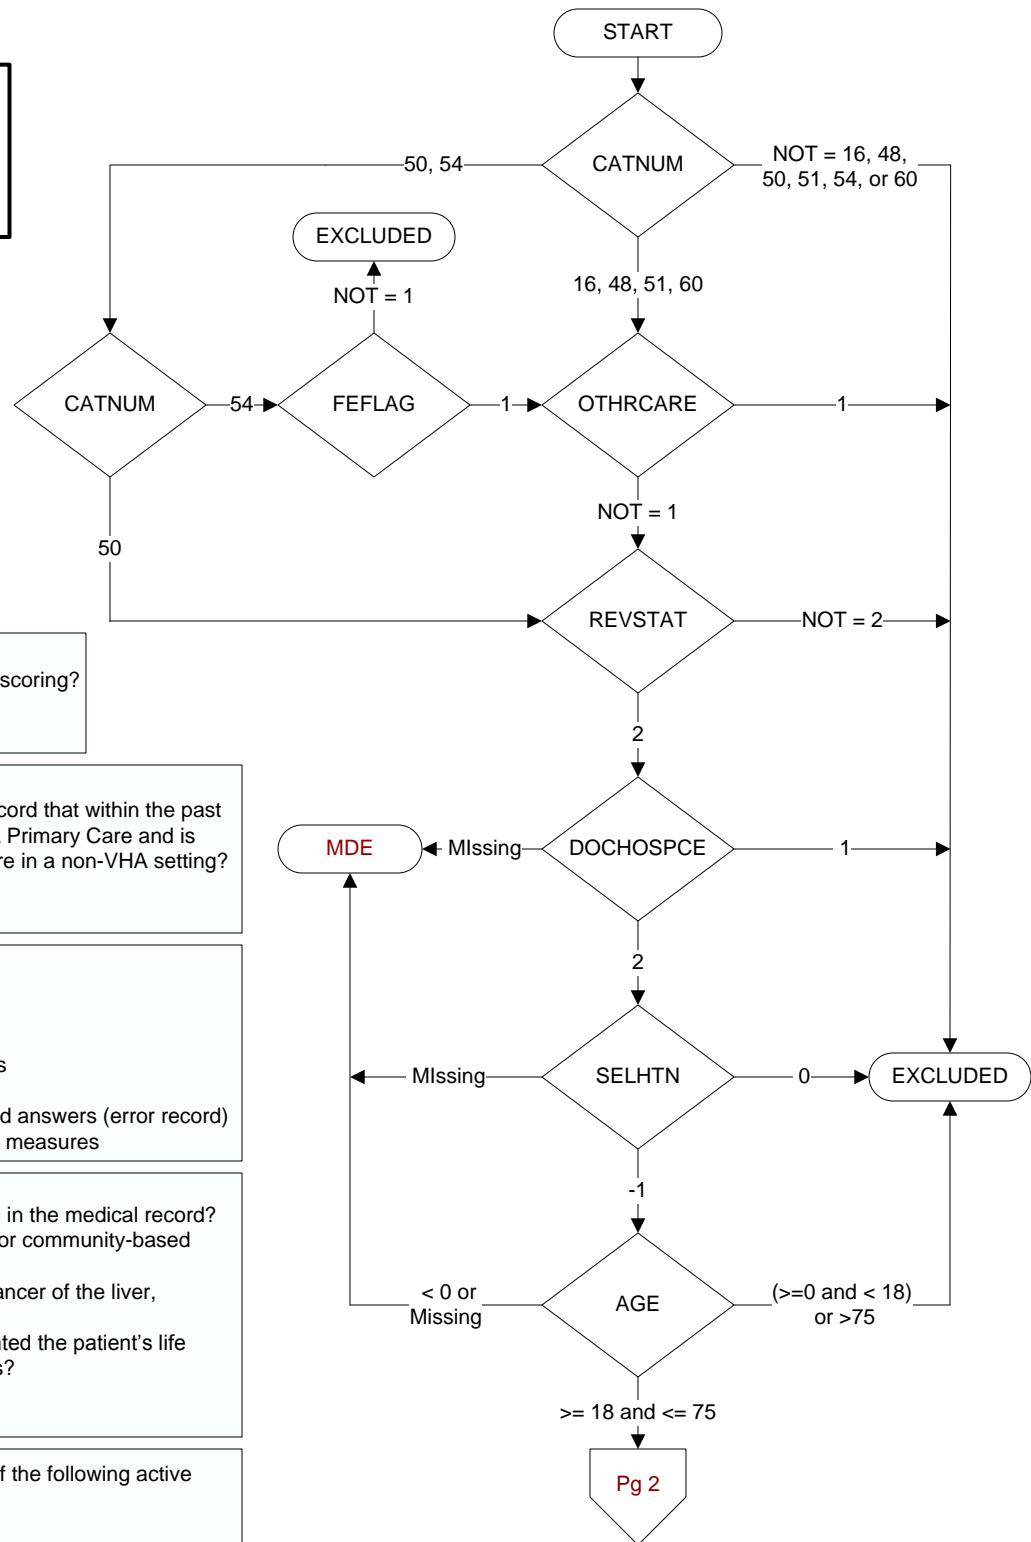 START
CATNUM
50, 54
NOT = 16, 48,
50, 51, 54, or 60
EXCLUDED
NOT = 1
16, 48, 51, 60
CATNUM
54
FEFLAG
1
OTHRCARE
1
NOT = 1
50
REVSTAT
NOT = 2
scoring?
2
cord that within the past
Primary Care and is
re in a non-VHA setting?
MDE
MIssing
DOCHOSPCE
1
2
s
d answers (error record)
measures
MIssing
SELHTN
0
EXCLUDED
-1
in the medical record?
or community-based
ancer of the liver,
nted the patient's life
s?
< 0 or
Missing
AGE
(>=0 and < 18)
or >75
>= 18 and <= 75
f the following active
Pg 2